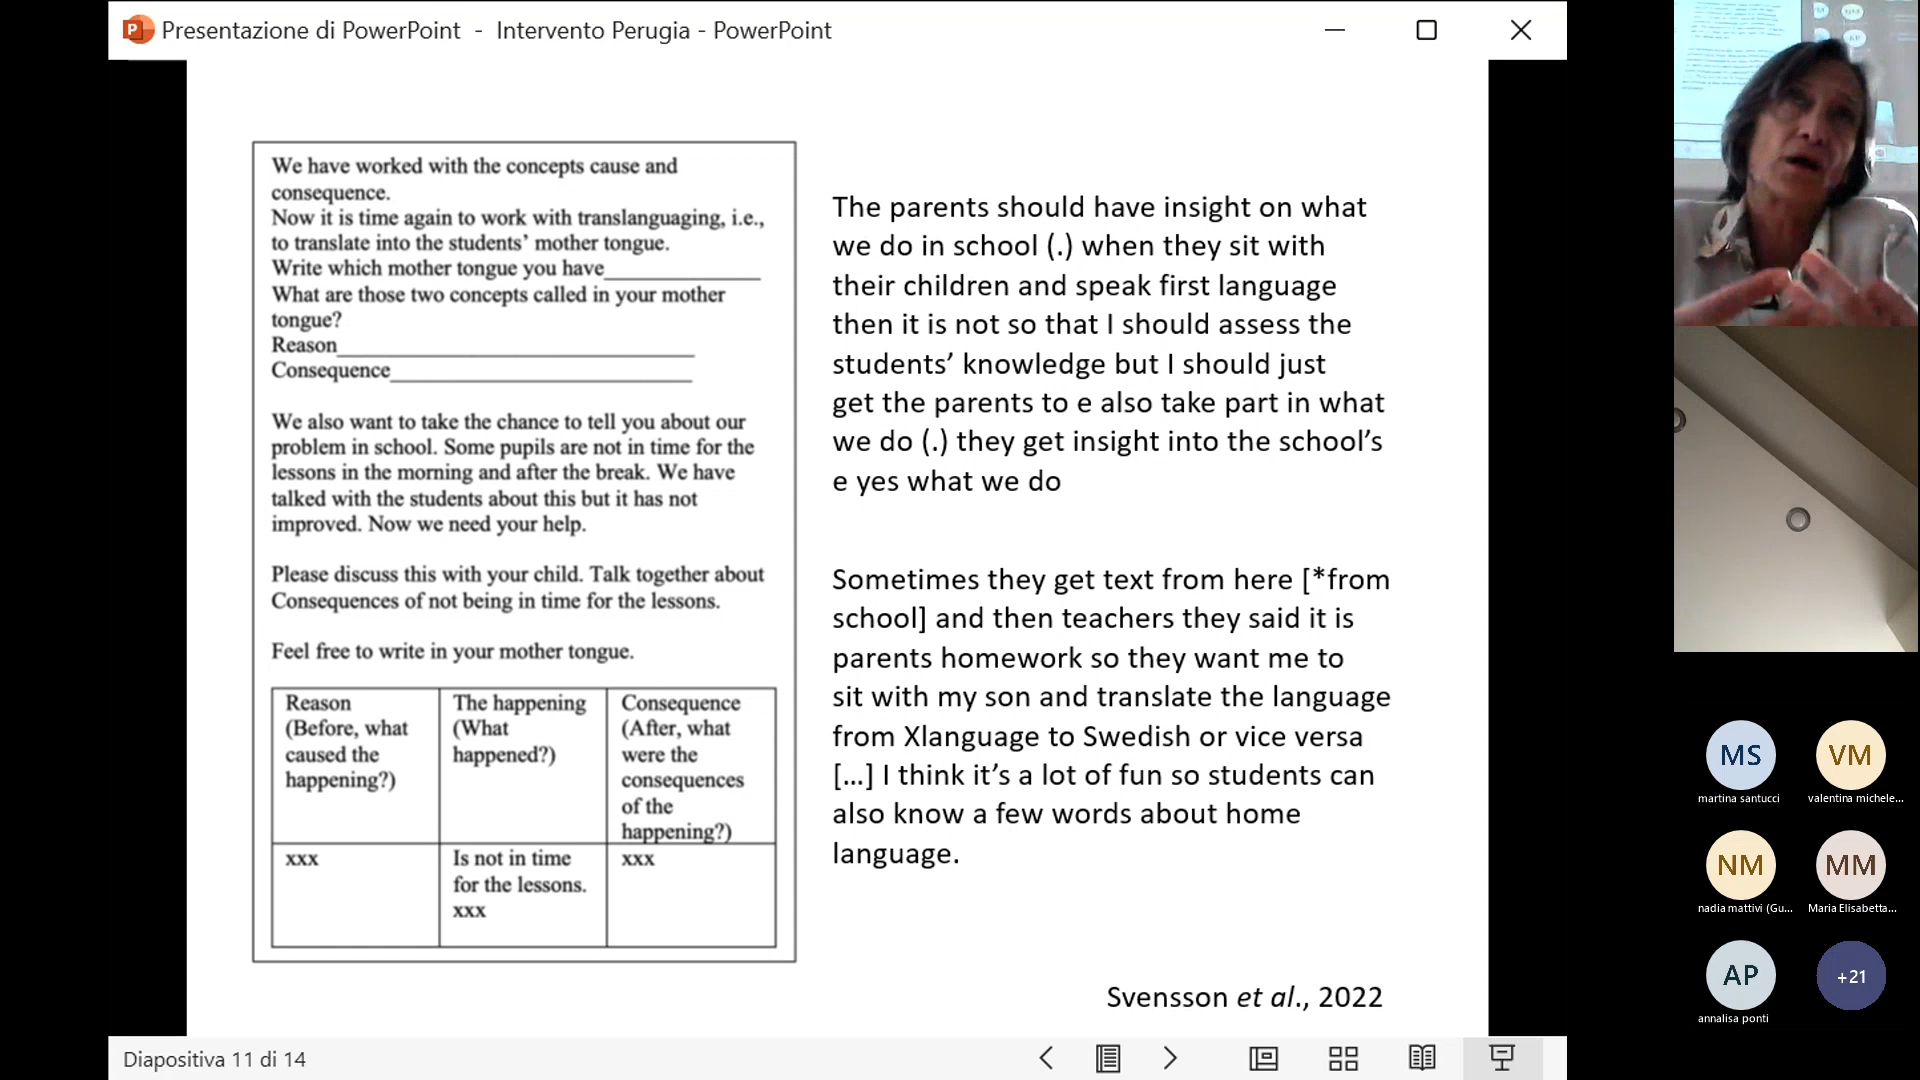 Presentazione di PowerPoint - Intervento Perugia - PowerPoint
We have worked with the concepts cause and
consequence.
Now it is time again to work with translanguaging, i.e.,
to translate into the students’ mother tongue.
Write which mother tongue you have_______________
What are those two concepts called in your mother
tongue?
Reason___________________________________
Consequence_____________________________
We also want to take the chance to tell you about our
problem in school. Some pupils are not in time for the
lessons in the morning and after the break. We have
talked with the students about this but it has not
improved. Now we need your help.
Please discuss this with your child. Talk together about
Consequences of not being in time for the lessons.
Feel free to write in your mother tongue.
Reason
(Before, what
caused the
happening?)
The happening
(What
happened?)
Consequence
(After, what
were the
consequences
of the
happening?)
xxx
Is not in time
for the lessons.
xxx
xxx
The parents should have insight on what
we do in school (.) when they sit with
their children and speak first language
then it is not so that I should assess the
students’ knowledge but I should just
get the parents to e also take part in what
we do (.) they get insight into the school’s
e yes what we do
Sometimes they get text from here [*from
school] and then teachers they said it is
parents homework so they want me to
sit with my son and translate the language
from Xlanguage to Swedish or vice versa
[…] I think it’s a lot of fun so students can
also know a few words about home
language.
Svensson et al., 2022
Diapositiva 11 di 14
MS
martina santucci
VM
valentina michele...
NM
nadia mattivi (Gu...
MM
Maria Elisabetta...
AP
annalisa ponti
+21